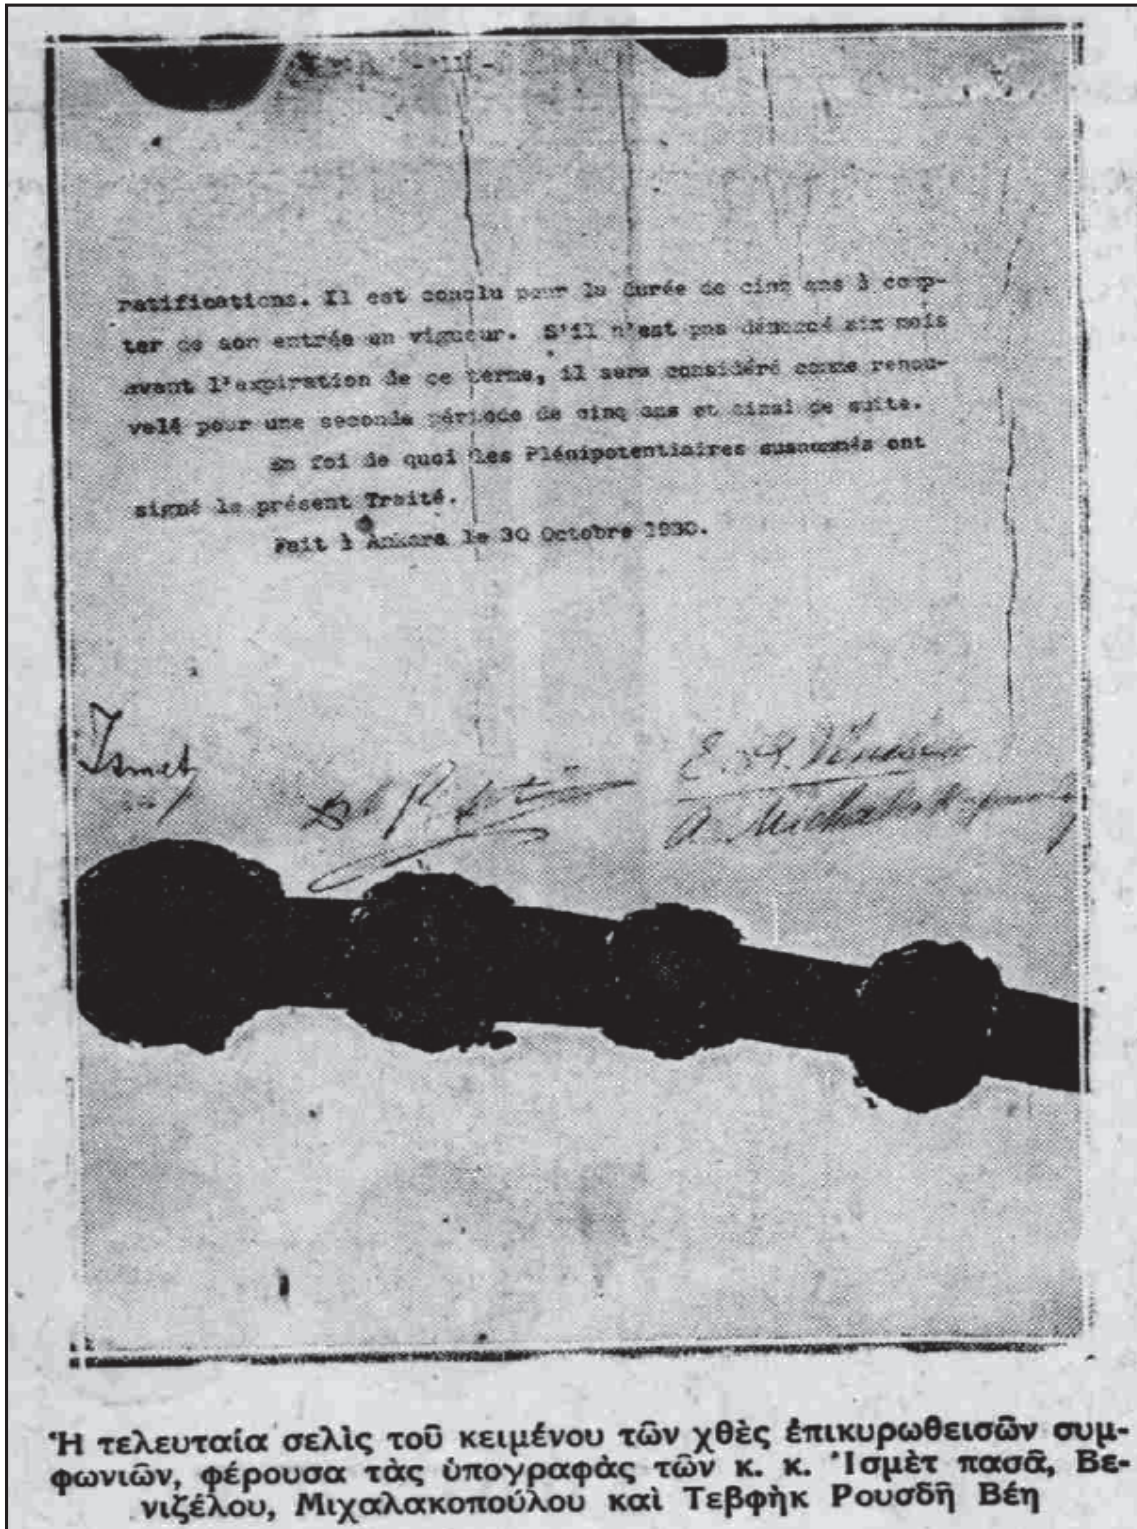 - 11 -
ratifications. Il est conclu pour la durée de cinq ans à comp-
ter de son entrée en vigueur. S'il n'est pas dénoncé six mois
avant l'expiration de ce terme, il sera considéré comme renou-
velé pour une seconde période de cinq ans et ainsi de suite.
En foi de quoi les Plénipotentiaires susnommés ont
signé le présent Traité.
Fait à Ankara le 30 Octobre 1930.
Ismet
E.
A. Michalakopoulos
Ἡ τελευταία σελὶς τοῦ κειμένου τῶν χθὲς ἐπικυρωθεισῶν συμ-
φωνιῶν, φέρουσα τὰς ὑπογραφὰς τῶν κ. κ. Ἰσμὲτ πασᾶ, Βε-
νιζέλου, Μιχαλακοπούλου καὶ Τεβφὴκ Ρουσδῆ Βέη